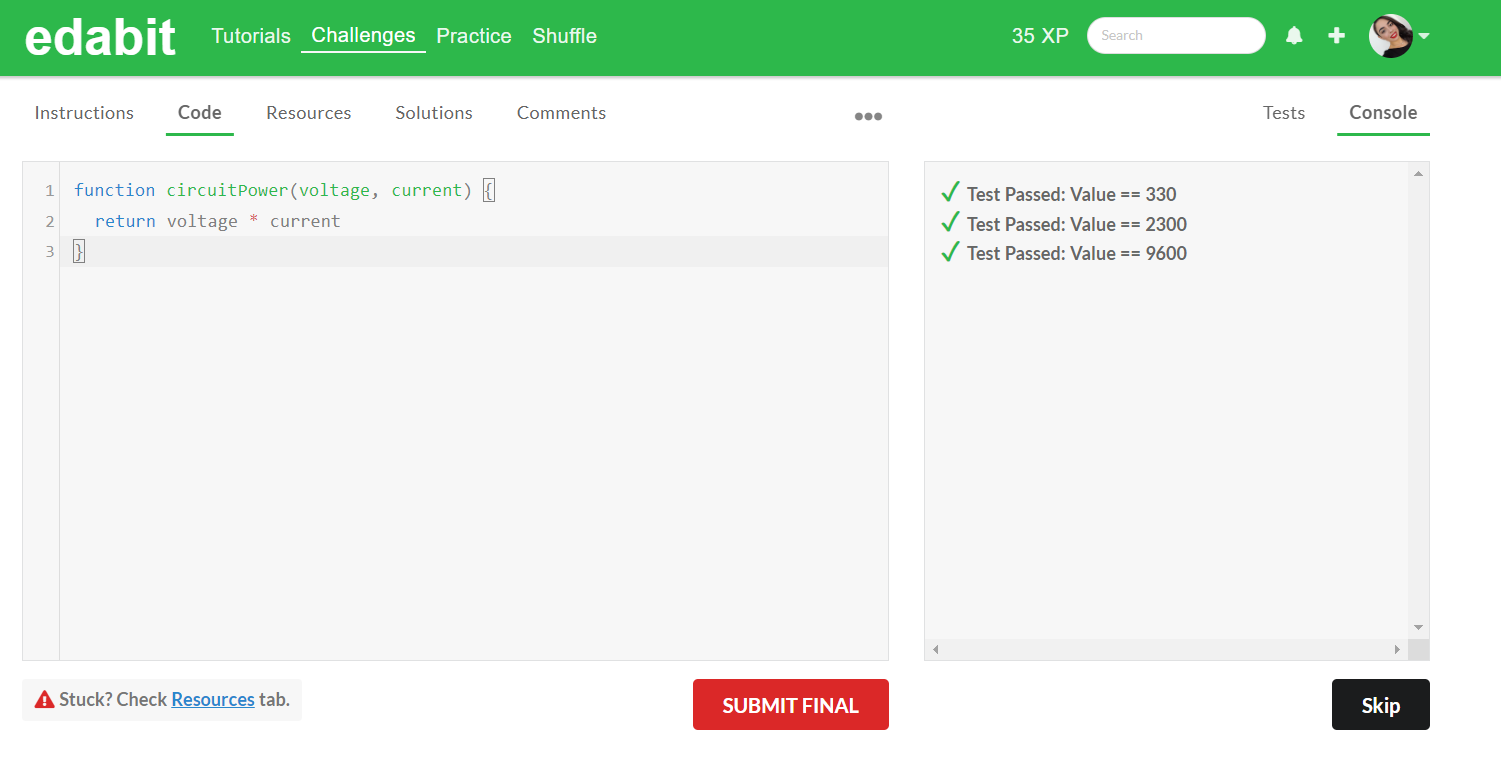 edabit Tutorials Challenges Practice Shuffle 35 XP Search
Instructions Code Resources Solutions Comments Tests Console
1 function circuitPower(voltage, current) {
2 return voltage * current
3 }
Test Passed: Value == 330
Test Passed: Value == 2300
Test Passed: Value == 9600
Stuck? Check Resources tab.
SUBMIT FINAL
Skip